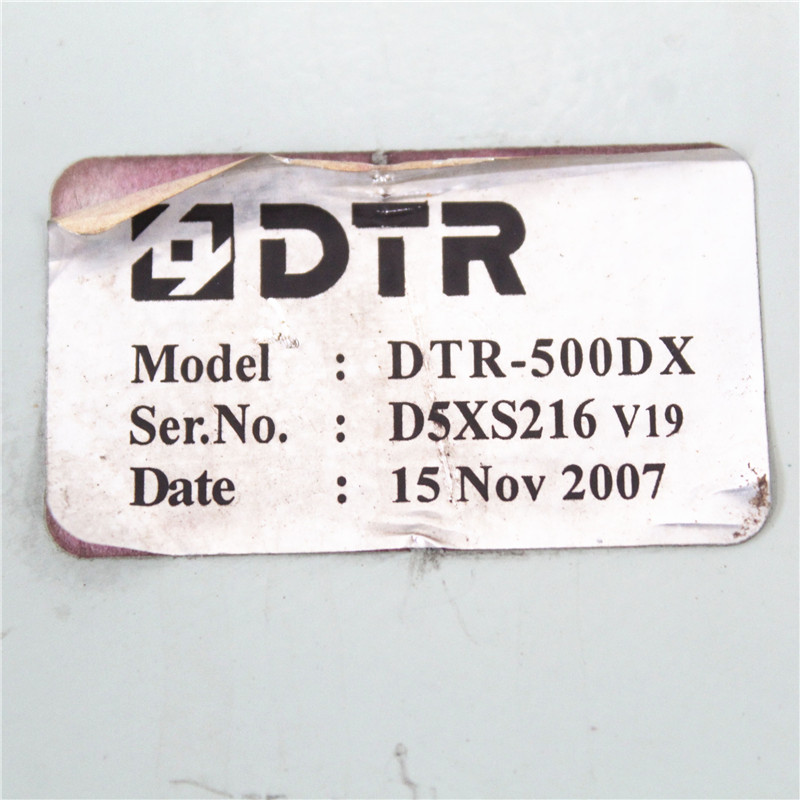 DTR
Model : DTR-500DX
Ser.No. : D5XS216 V19
Date : 15 Nov 2007